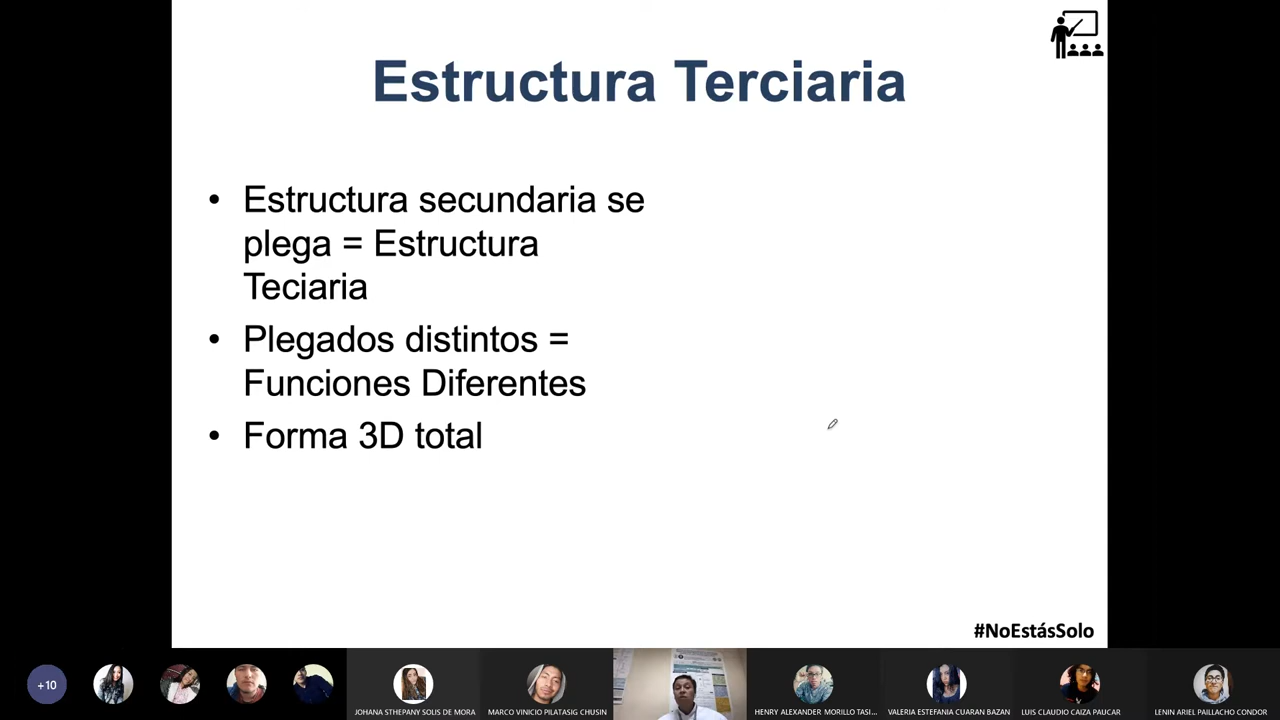 Estructura Terciaria
• Estructura secundaria se
plega = Estructura
Teciaria
• Plegados distintos =
Funciones Diferentes
• Forma 3D total
#NoEstásSolo
+10
JOHANA STHEPANY SOLIS DE MORA
MARCO VINICIO PILATASIG CHUSIN
HENRY ALEXANDER MORILLO TASI...
VALERIA ESTEFANIA CUARAN BAZAN
LUIS CLAUDIO CAIZA PAUCAR
LENIN ARIEL PAILLACHO CONDOR